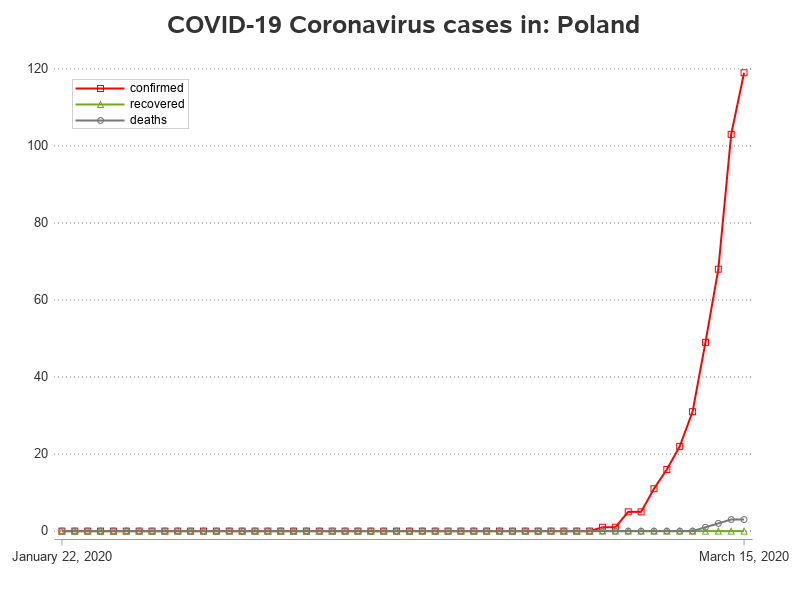 COVID-19 Coronavirus cases in: Poland
120
confirmed
recovered
deaths
100
80
60
40
20
0
January 22, 2020 March 15, 2020